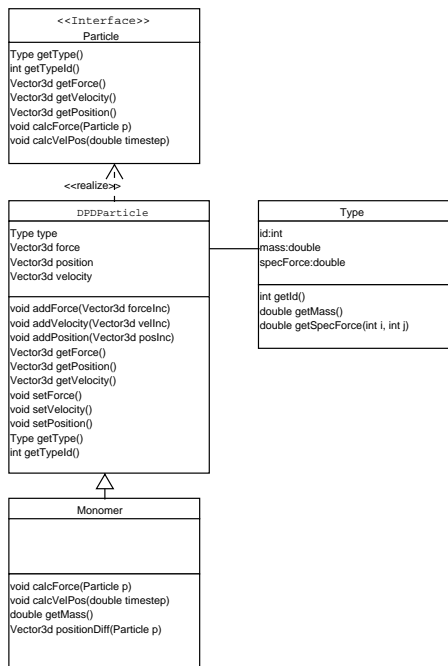 <<Interface>>
Particle
Type getType()
int getTypeId()
Vector3d getForce()
Vector3d getVelocity()
Vector3d getPosition()
void calcForce(Particle p)
void calcVelPos(double timestep)
<<realize>>
DPDParticle
Type type
Vector3d force
Vector3d position
Vector3d velocity
void addForce(Vector3d forceInc)
void addVelocity(Vector3d velInc)
void addPosition(Vector3d posInc)
Vector3d getForce()
Vector3d getPosition()
Vector3d getVelocity()
void setForce()
void setVelocity()
void setPosition()
Type getType()
int getTypeId()
Type
id:int
mass:double
specForce:double
int getId()
double getMass()
double getSpecForce(int i, int j)
Monomer
void calcForce(Particle p)
void calcVelPos(double timestep)
double getMass()
Vector3d positionDiff(Particle p)